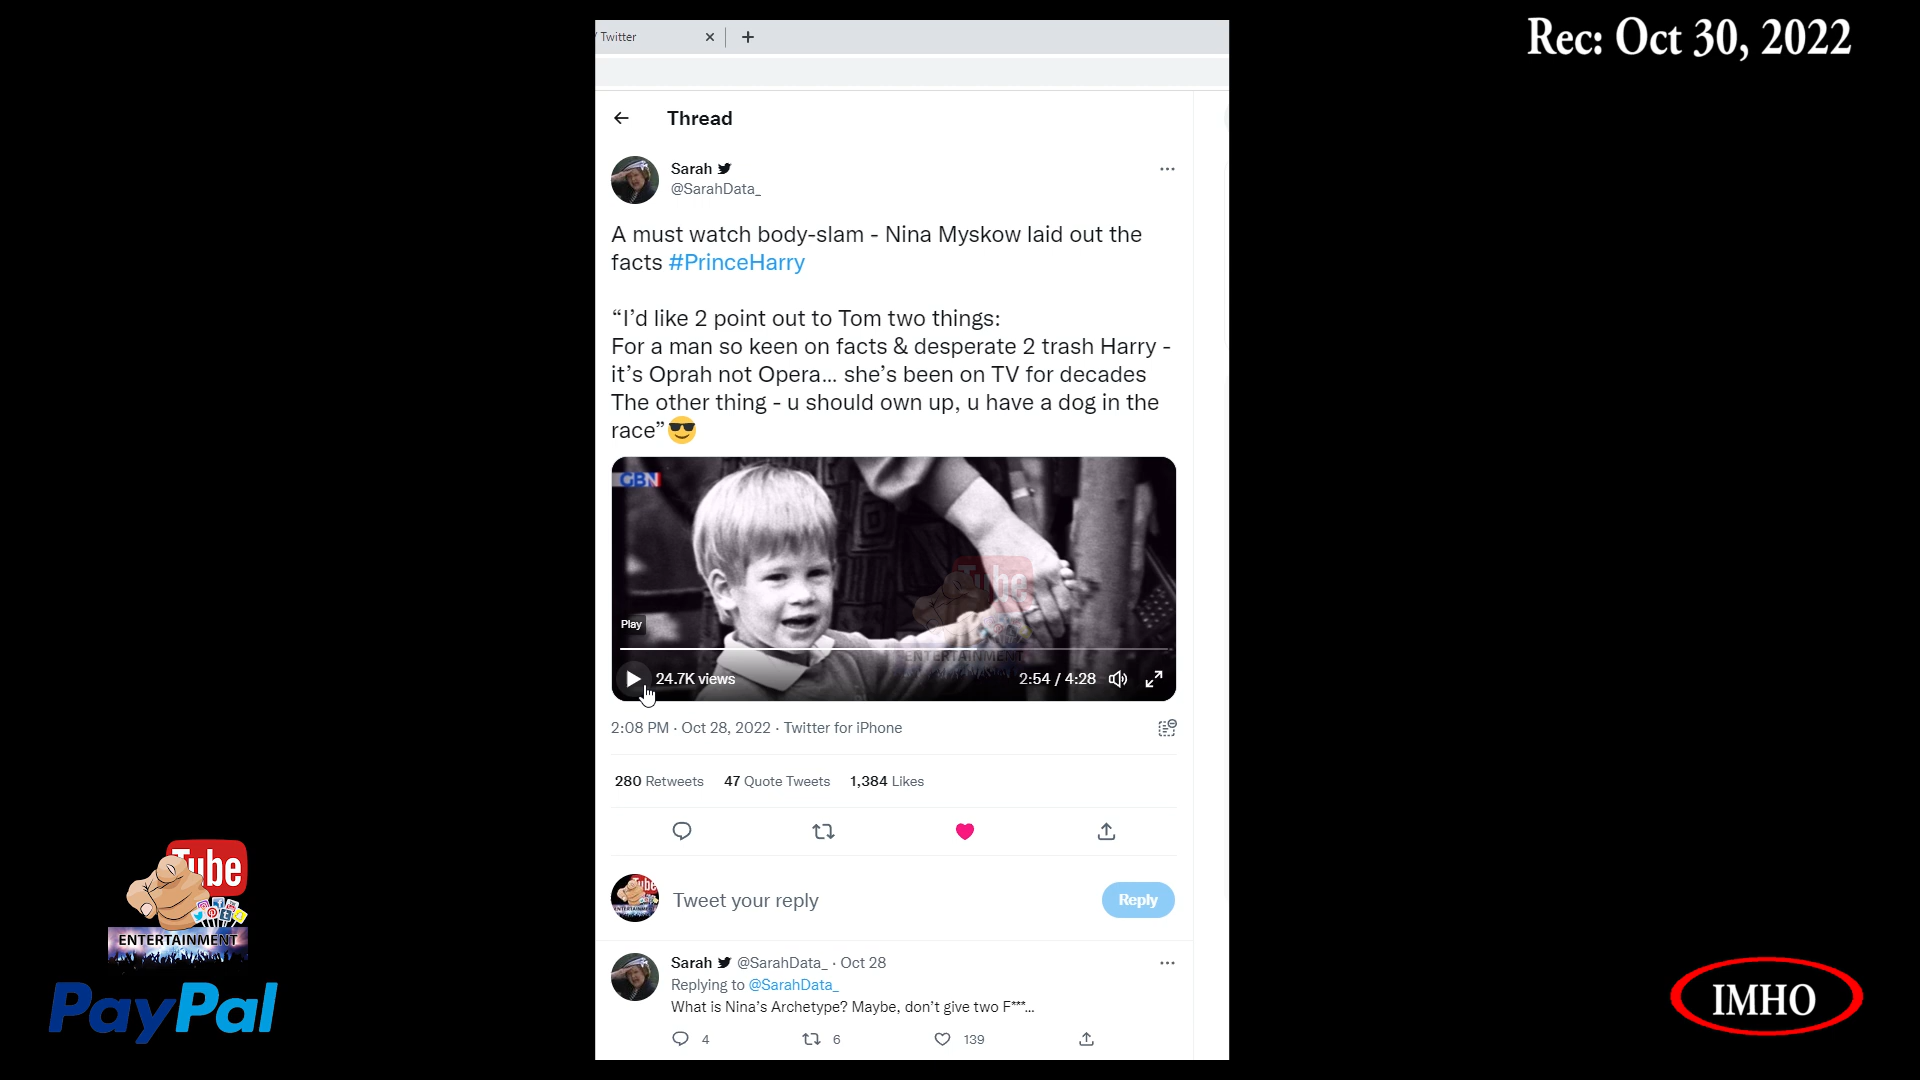 / Twitter
Rec: Oct 30, 2022
Thread
Sarah
@SarahData_
A must watch body-slam - Nina Myskow laid out the
facts #PrinceHarry
“I’d like 2 point out to Tom two things:
For a man so keen on facts & desperate 2 trash Harry -
it’s Oprah not Opera... she’s been on TV for decades
The other thing - u should own up, u have a dog in the
race”😎
GBN
Tube
ENTERTAINMENT
Play
24.7K views
2:54 / 4:28
2:08 PM · Oct 28, 2022 · Twitter for iPhone
280 Retweets 47 Quote Tweets 1,384 Likes
Tweet your reply
Reply
Sarah @SarahData_ · Oct 28
Replying to @SarahData_
What is Nina’s Archetype? Maybe, don’t give two F***...
4 6 139
Tube
ENTERTAINMENT
PayPal
IMHO